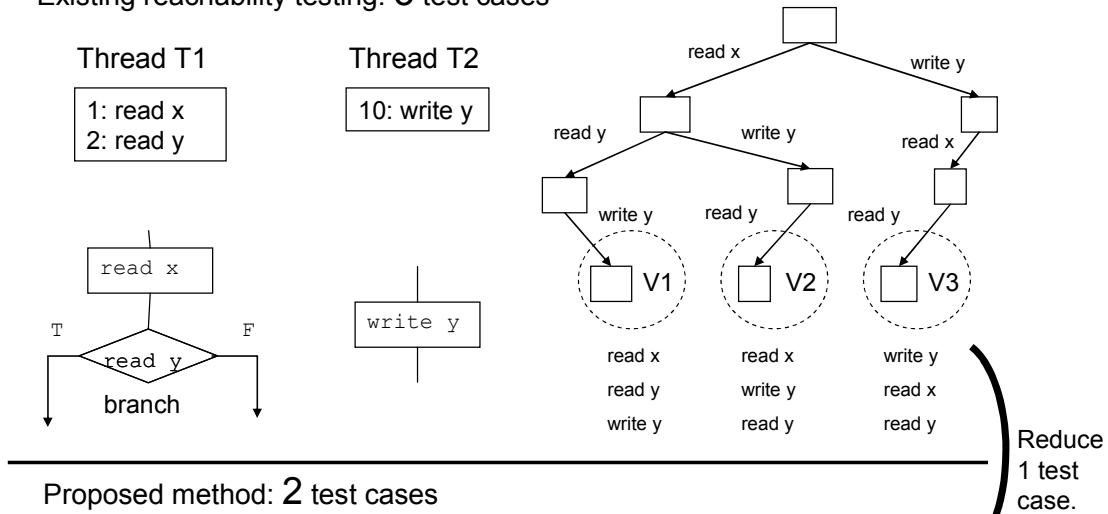 Existing reachability testing: test cases
Thread T1
1: read x
2: read y
Thread T2
10: write y
read x
write y
read y
write y
read x
write y
read y
read y
V1
V2
V3
read x
read y
T
F
branch
write y
read x
read y
write y
read x
write y
read y
write y
read x
read y
Reduce
1 test
case.
Proposed method: 2 test cases